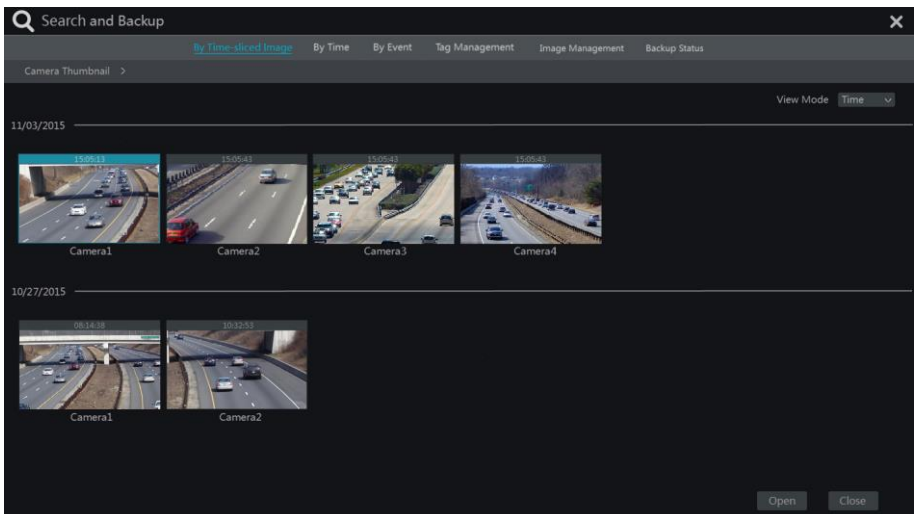 Search and Backup
By Time-sliced Image By Time By Event Tag Management Image Management Backup Status
Camera Thumbnail >
View Mode Time
11/03/2015
15:05:13 15:05:43 15:05:43 15:05:43
Camera1 Camera2 Camera3 Camera4
10/27/2015
08:14:18 10:32:53
Camera1 Camera2
Open Close